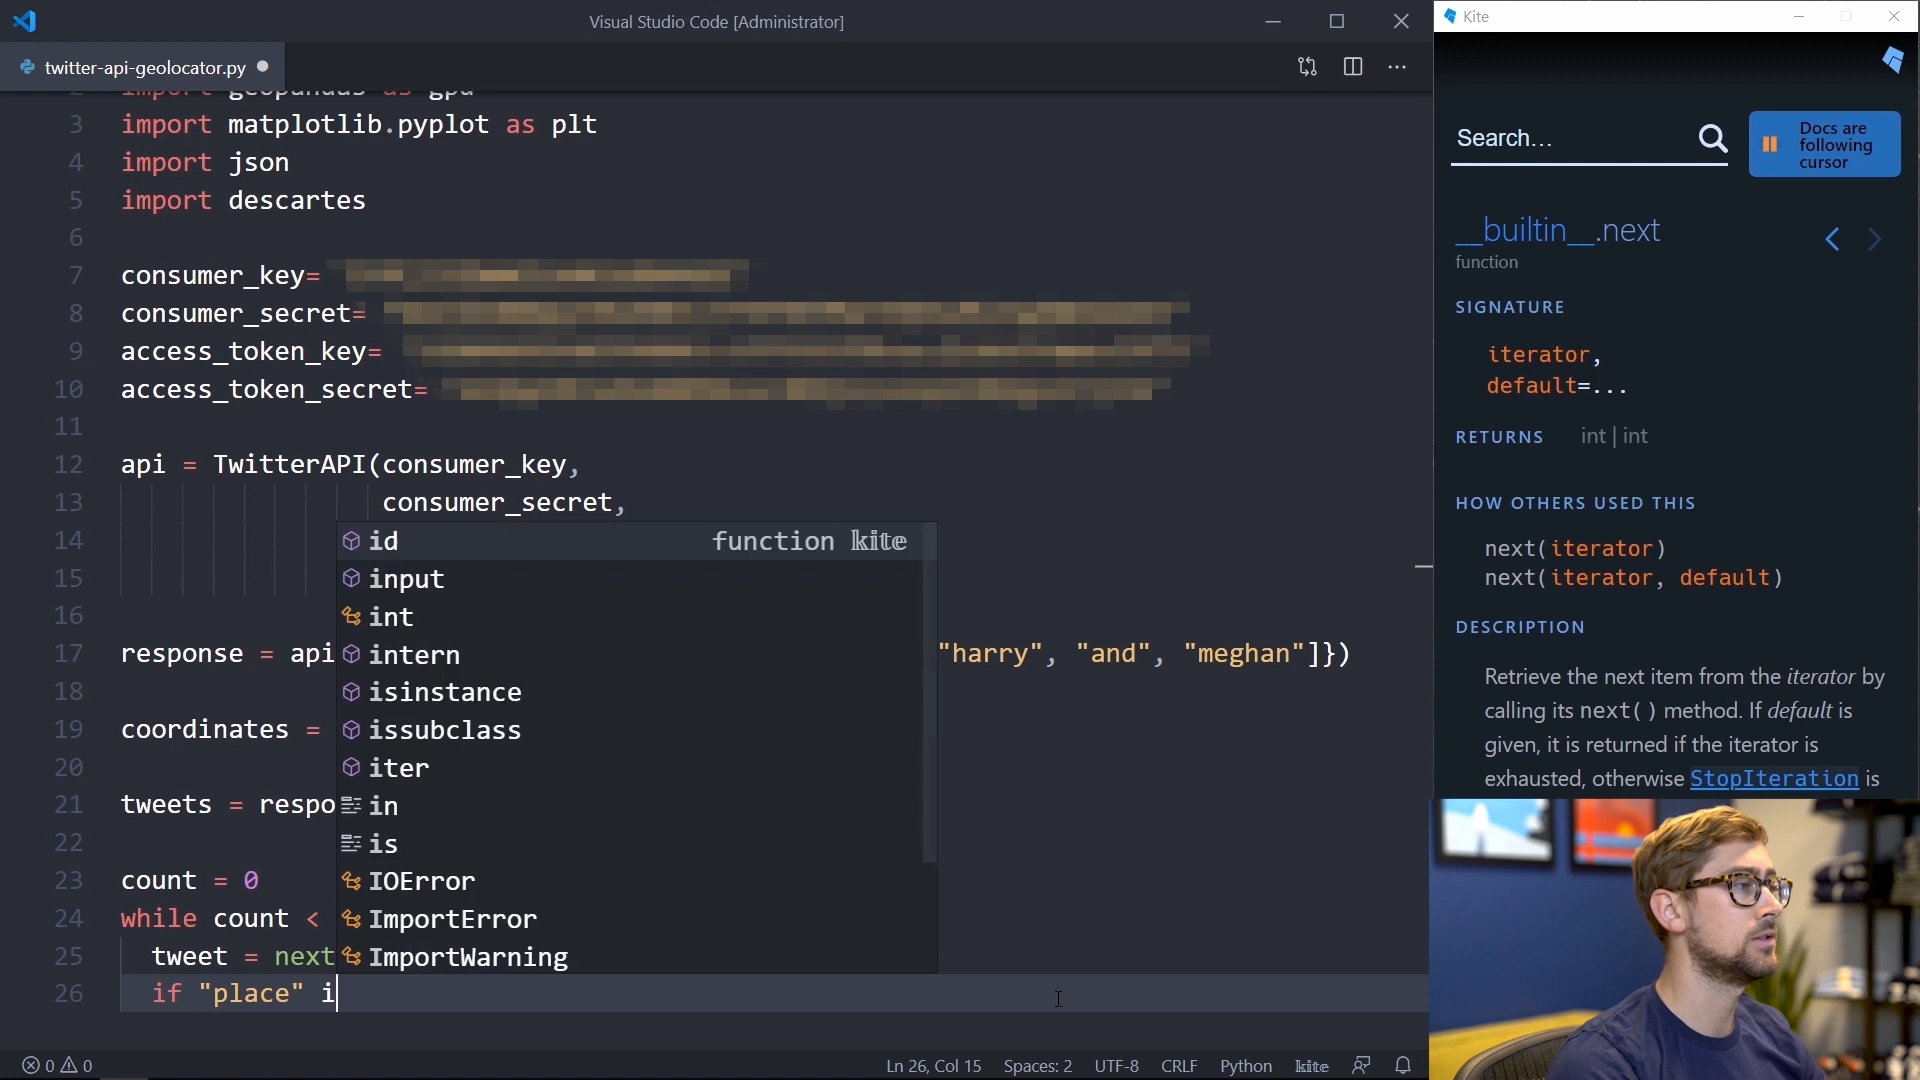 Visual Studio Code [Administrator]
twitter-api-geolocator.py
2 import geopandas as gpd
3 import matplotlib.pyplot as plt
4 import json
5 import descartes
6
7 consumer_key=
8 consumer_secret=
9 access_token_key=
10 access_token_secret=
11
12 api = TwitterAPI(consumer_key,
13 consumer_secret,
14
15
16
17 response = api "harry", "and", "meghan"]})
18
19 coordinates =
20
21 tweets = respo
22
23 count = 0
24 while count <
25 tweet = next
26 if "place" i
id function kite
input
int
intern
isinstance
issubclass
iter
in
is
IOError
ImportError
ImportWarning
0 0
Ln 26, Col 15 Spaces: 2 UTF-8 CRLF Python kite
Kite
Search...
Docs are
following
cursor
__builtin__.next
function
SIGNATURE
iterator,
default=...
RETURNS int | int
HOW OTHERS USED THIS
next(iterator)
next(iterator, default)
DESCRIPTION
Retrieve the next item from the iterator by
calling its next( ) method. If default is
given, it is returned if the iterator is
exhausted, otherwise StopIteration is